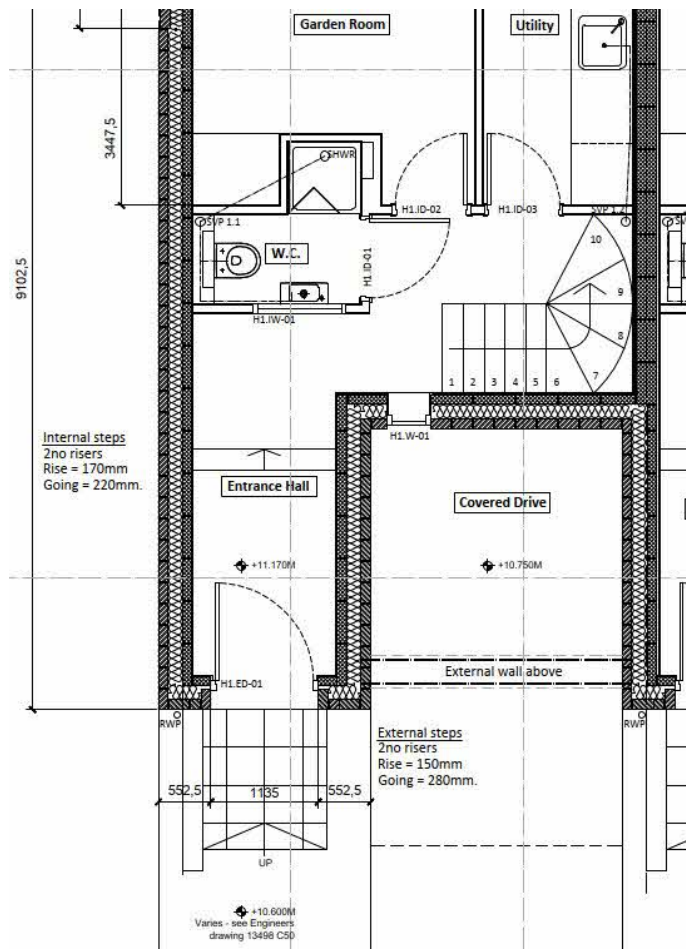 Garden Room
Utility
3447,5
SHWR
H1.ID-02
H1.ID-03
SVP 1.1
SVP 1.2
10
W.C.
H1.ID-01
9
9102,5
H1.IW-01
8
7
1 2 3 4 5 6
H1.W-01
Internal steps
2no risers
Rise = 170mm
Going = 220mm.
Entrance Hall
Covered Drive
+11.170M
+10.750M
External wall above
H1.ED-01
RWP
RWP
External steps
2no risers
Rise = 150mm
Going = 280mm.
552,5
1135
552,5
UP
+10.600M
Varies - see Engineers
drawing 13498 C50